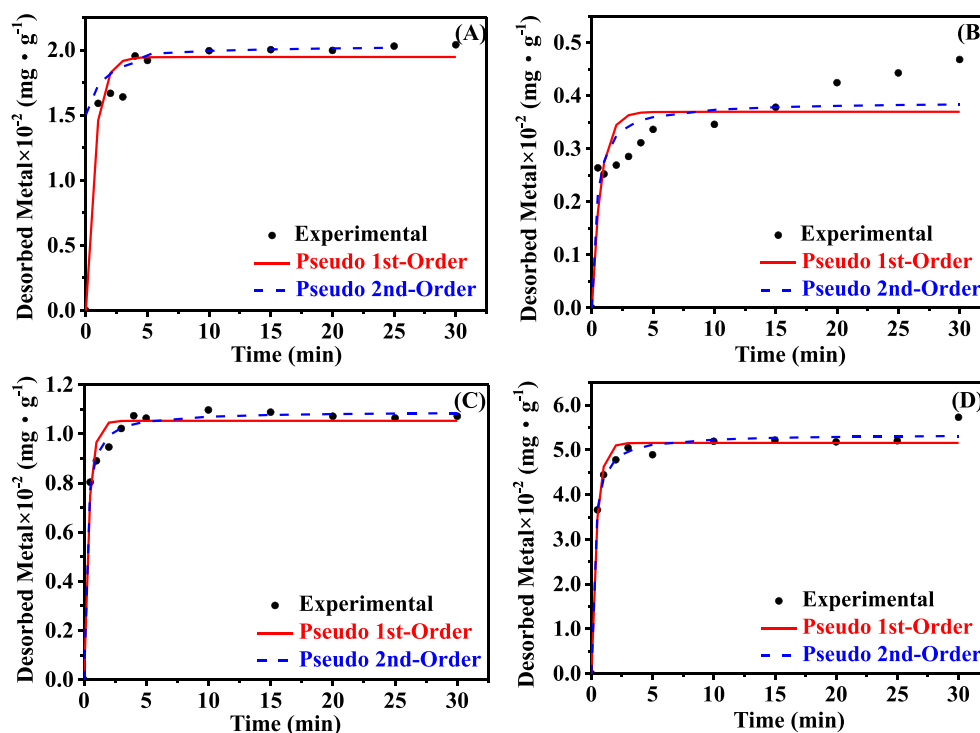 (A)
Desorbed Metal×10⁻² (mg・g⁻¹)
2.0
1.5
1.0
0.5
0.0
Experimental
Pseudo 1st-Order
Pseudo 2nd-Order
0 5 10 15 20 25 30
Time (min)
(B)
Desorbed Metal×10⁻² (mg・g⁻¹)
0.5
0.4
0.3
0.2
0.1
0.0
Experimental
Pseudo 1st-Order
Pseudo 2nd-Order
0 5 10 15 20 25 30
Time (min)
(C)
Desorbed Metal×10⁻² (mg・g⁻¹)
1.2
1.0
0.8
0.6
0.4
0.2
0.0
Experimental
Pseudo 1st-Order
Pseudo 2nd-Order
0 5 10 15 20 25 30
Time (min)
(D)
Desorbed Metal×10⁻² (mg・g⁻¹)
6.0
5.0
4.0
3.0
2.0
1.0
0.0
Experimental
Pseudo 1st-Order
Pseudo 2nd-Order
0 5 10 15 20 25 30
Time (min)